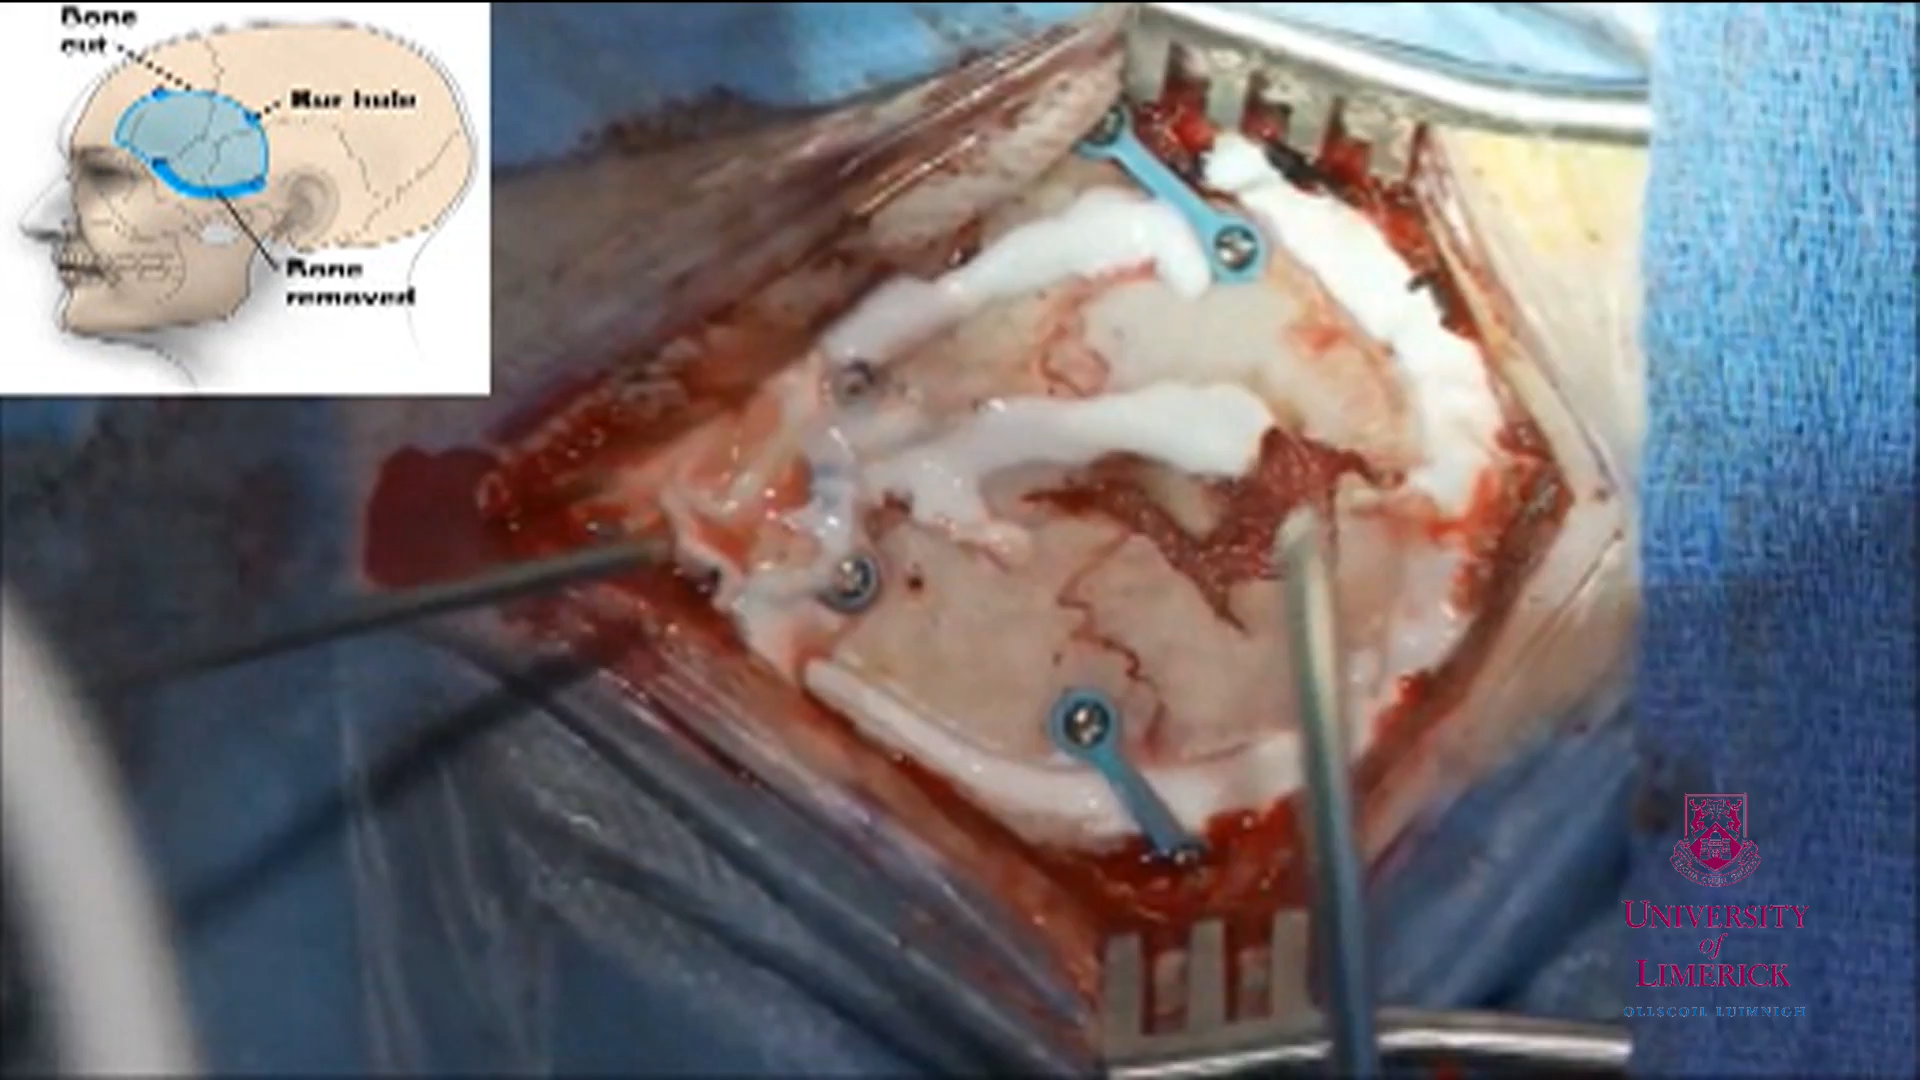 Bone
cut
Bur hole
Bone
removed
UNIVERSITY
of
LIMERICK
OLLSCOIL LUIMNIGH